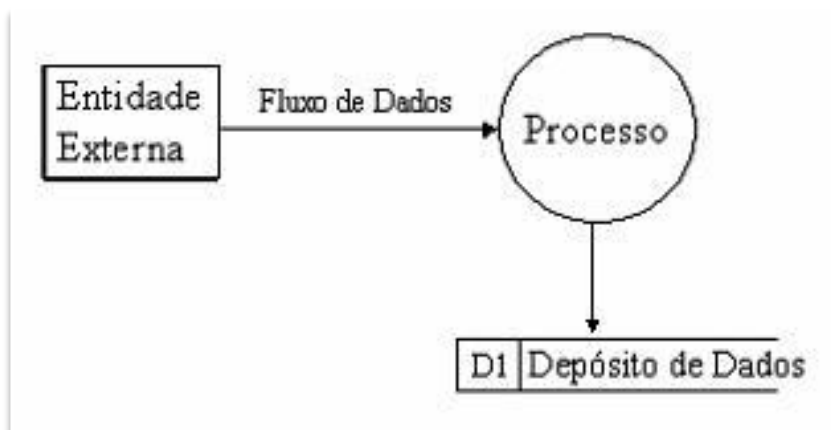 Entidade
Externa
Fluxo de Dados
Processo
D1 Depósito de Dados